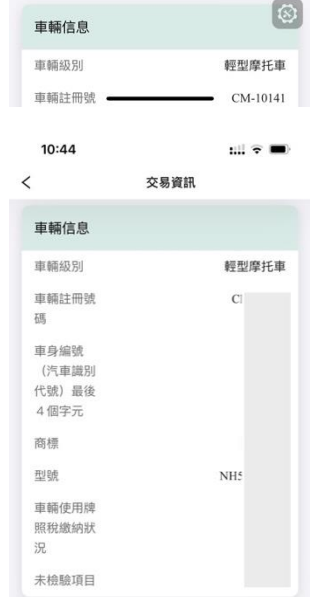 車輛信息
車輛級別 輕型摩托車
車輛註冊號 CM-10141
10:44
交易資訊
車輛信息
車輛級別 輕型摩托車
車輛註冊號 C
碼
車身編號
(汽車識別
代號)最後
4個字元
商標
型號 NH5
車輛使用牌
照稅繳納狀
況
未檢驗項目